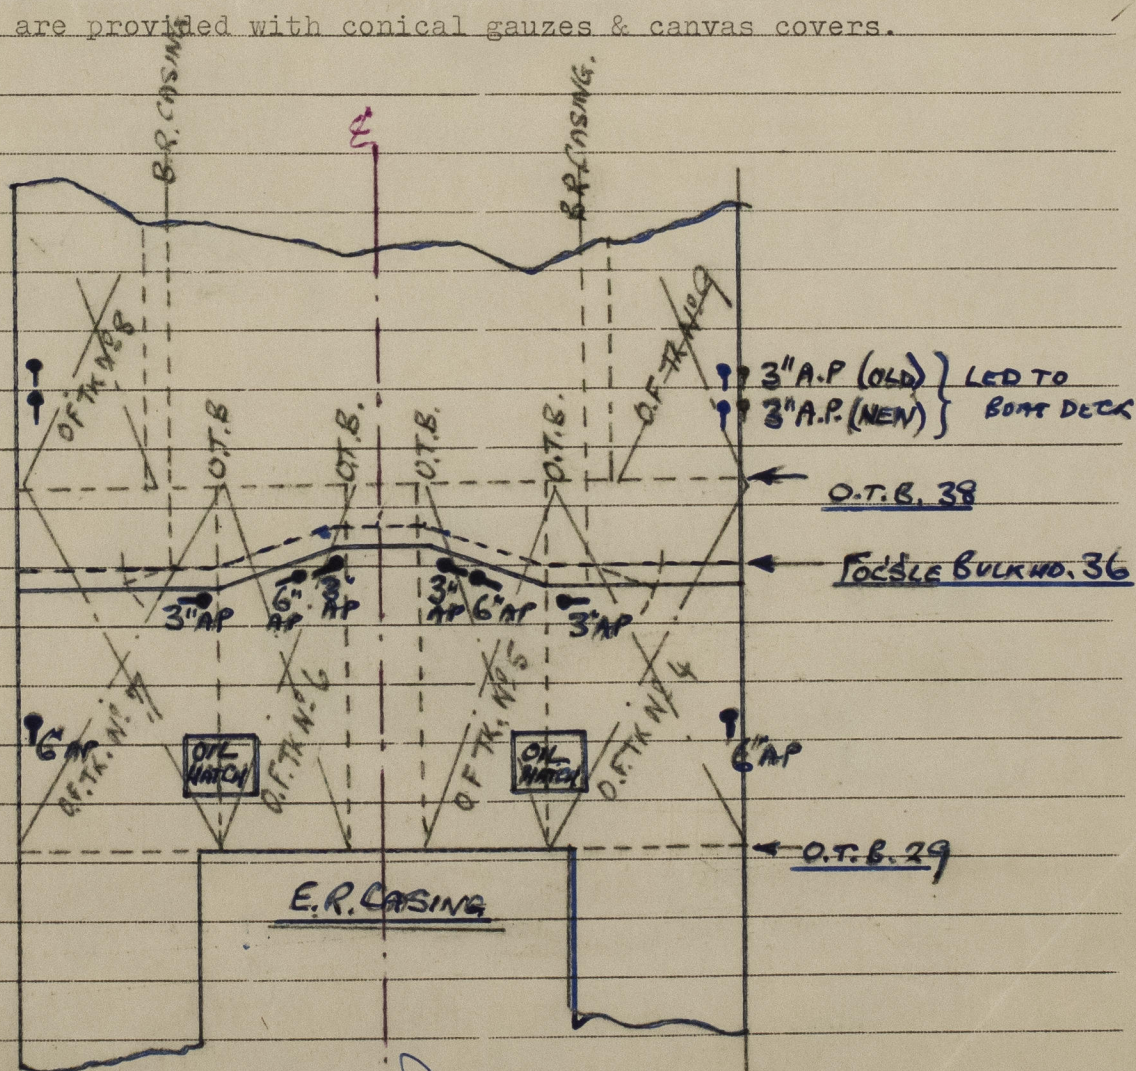 are provided with conical gauzes & canvas covers.
B.R. CASING
B.R. CASING.
O.F TK No 8
O.F. TK No 9
3" A.P (OLD) } LED TO
3" A.P. (NEW) } BOAT DECK
O.T.B
O.T.B.
O.T.B.
O.T.B.
O.T.B. 38
FOC'SLE BULKHD. 36
3" AP
6" AP
3" AP
3" AP
6" AP
3" AP
6" AP
O.F. TK. No 7
OIL HATCH
O.F. TK No 6
O F TK. No 5
OIL HATCH
O.F. TK No 4
6" AP
O.T.B. 29
E.R. CASING